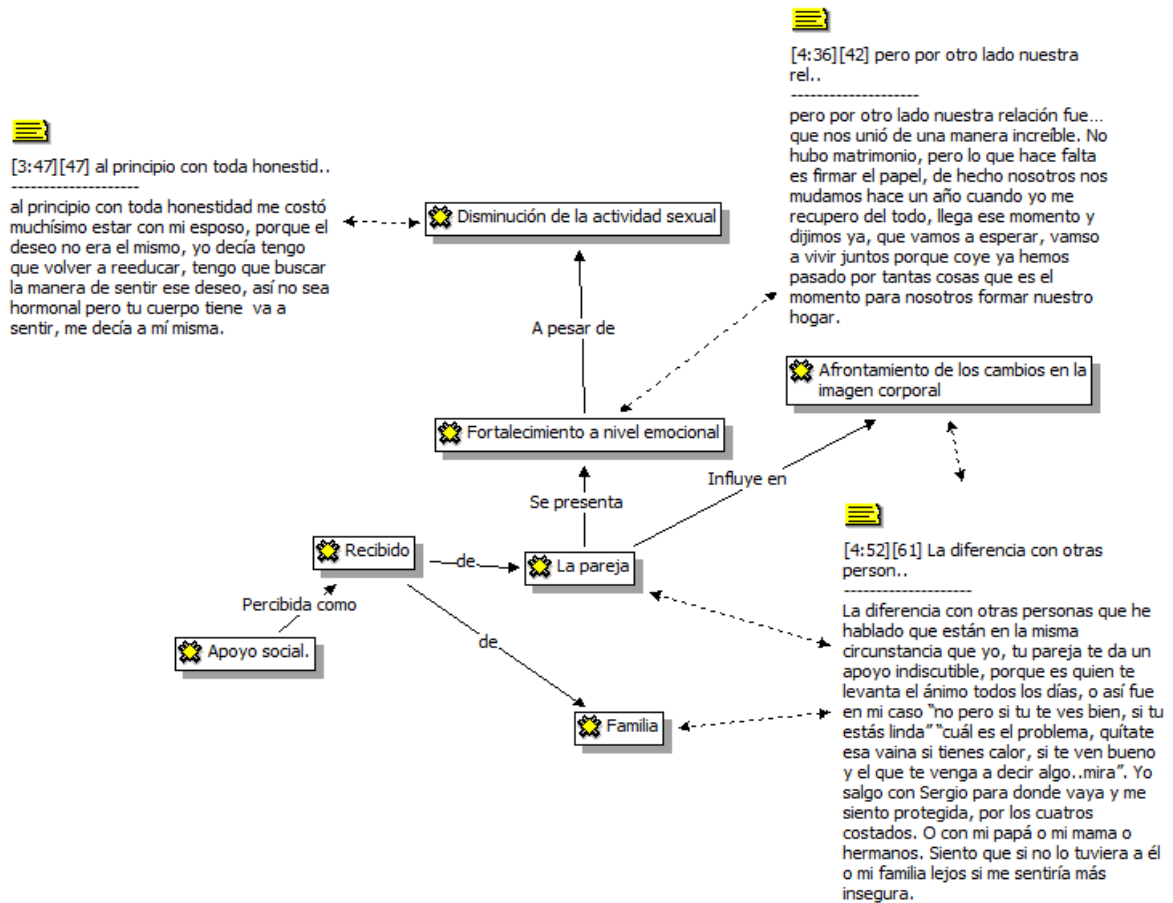 [4:36][42] pero por otro lado nuestra
rel..
--------------------
pero por otro lado nuestra relación fue…
que nos unió de una manera increíble. No
hubo matrimonio, pero lo que hace falta
es firmar el papel, de hecho nosotros nos
mudamos hace un año cuando yo me
recupero del todo, llega ese momento y
dijimos ya, que vamos a esperar, vamso
a vivir juntos porque coye ya hemos
pasado por tantas cosas que es el
momento para nosotros formar nuestro
hogar.
[3:47][47] al principio con toda honestid..
--------------------
al principio con toda honestidad me costó
muchísimo estar con mi esposo, porque el
deseo no era el mismo, yo decía tengo
que volver a reeducar, tengo que buscar
la manera de sentir ese deseo, así no sea
hormonal pero tu cuerpo tiene  va a
sentir, me decía a mí misma.
Disminución de la actividad sexual
A pesar de
Afrontamiento de los cambios en la
imagen corporal
Fortalecimiento a nivel emocional
Influye en
Se presenta
Recibido
de
La pareja
Percibida como
Apoyo social.
de
Familia
[4:52][61] La diferencia con otras
person..
--------------------
La diferencia con otras personas que he
hablado que están en la misma
circunstancia que yo, tu pareja te da un
apoyo indiscutible, porque es quien te
levanta el ánimo todos los días, o así fue
en mi caso “no pero si tu te ves bien, si tu
estás linda” “cuál es el problema, quítate
esa vaina si tienes calor, si te ven bueno
y el que te venga a decir algo..mira”. Yo
salgo con Sergio para donde vaya y me
siento protegida, por los cuatros
costados. O con mi papá o mi mama o
hermanos. Siento que si no lo tuviera a él
o mi familia lejos si me sentiría más
insegura.